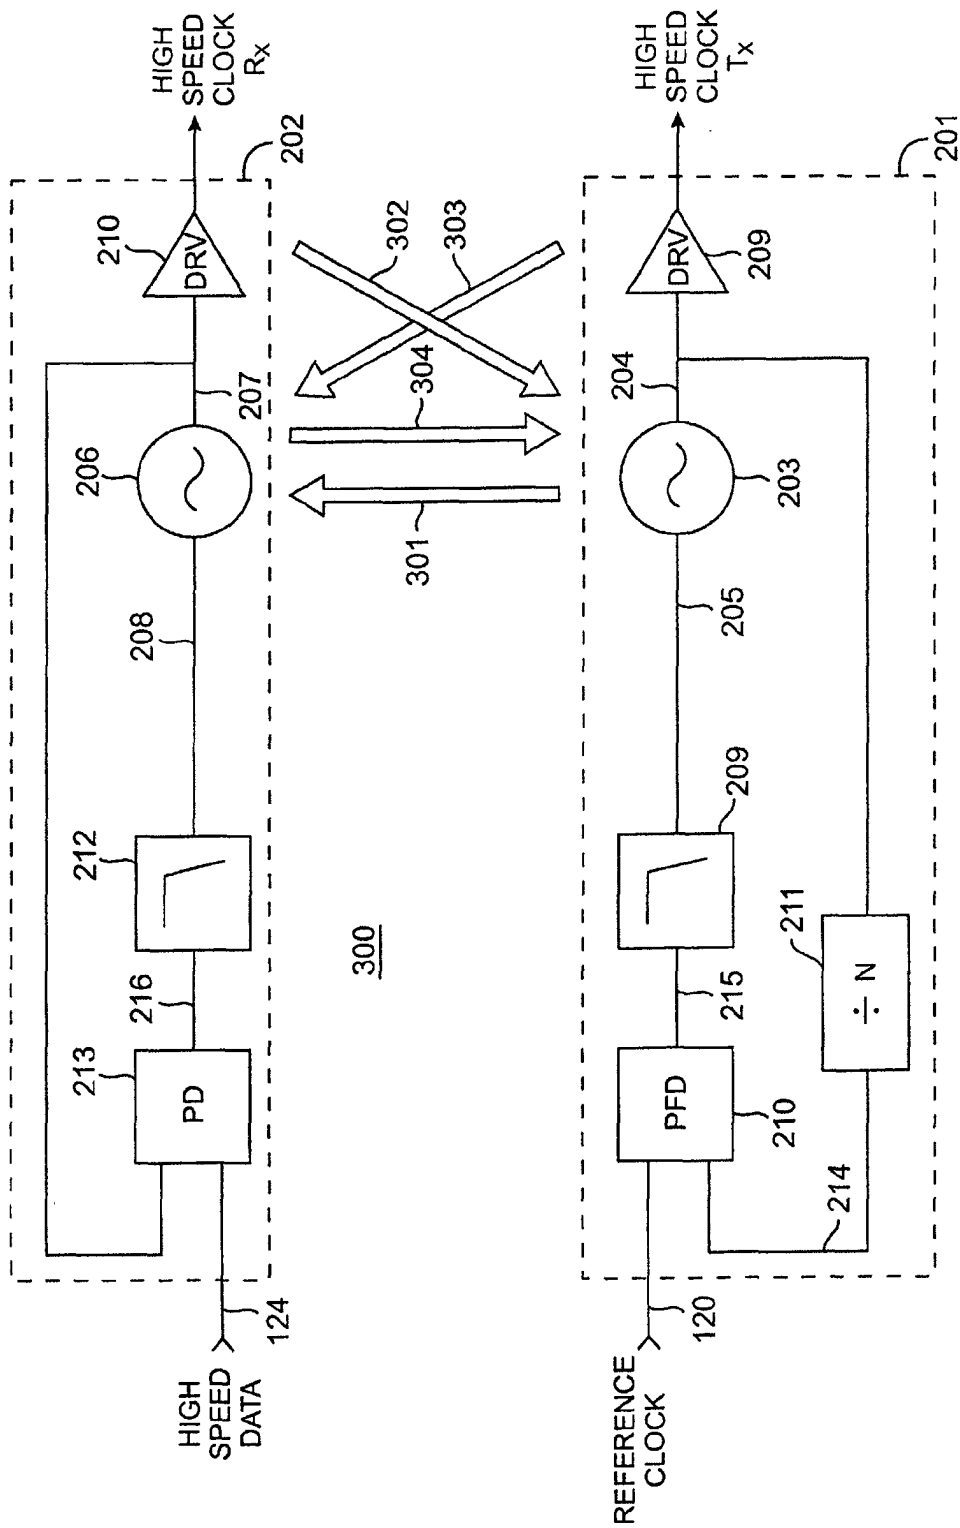 HIGH
SPEED
CLOCK
Rx
202
210
DRV
207
206
208
212
216
213
PD
124
HIGH
SPEED
DATA
302
303
304
301
300
HIGH
SPEED
CLOCK
Tx
201
DRV
209
204
203
205
209
215
211
÷ N
PFD
210
214
120
REFERENCE
CLOCK